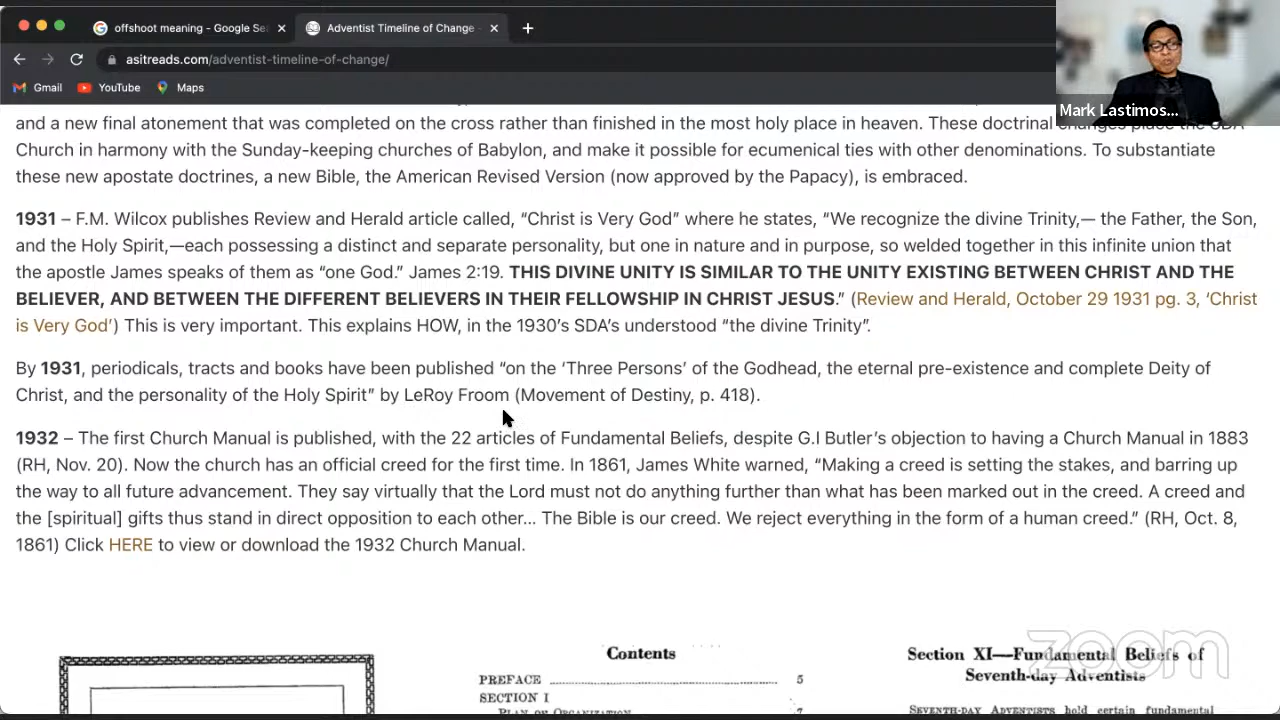 offshoot meaning - Google Se
Adventist Timeline of Change -
asitreads.com/adventist-timeline-of-change/
Gmail
YouTube
Maps
Mark Lastimos...
and a new final atonement that was completed on the cross rather than finished in the most holy place in heaven. These doctrinal changes place the SDA
Church in harmony with the Sunday-keeping churches of Babylon, and make it possible for ecumenical ties with other denominations. To substantiate
these new apostate doctrines, a new Bible, the American Revised Version (now approved by the Papacy), is embraced.
1931 – F.M. Wilcox publishes Review and Herald article called, “Christ is Very God” where he states, “We recognize the divine Trinity,— the Father, the Son,
and the Holy Spirit,—each possessing a distinct and separate personality, but one in nature and in purpose, so welded together in this infinite union that
the apostle James speaks of them as “one God.” James 2:19. THIS DIVINE UNITY IS SIMILAR TO THE UNITY EXISTING BETWEEN CHRIST AND THE
BELIEVER, AND BETWEEN THE DIFFERENT BELIEVERS IN THEIR FELLOWSHIP IN CHRIST JESUS.” (Review and Herald, October 29 1931 pg. 3, ‘Christ
is Very God’) This is very important. This explains HOW, in the 1930’s SDA’s understood “the divine Trinity”.
By 1931, periodicals, tracts and books have been published “on the ‘Three Persons’ of the Godhead, the eternal pre-existence and complete Deity of
Christ, and the personality of the Holy Spirit” by LeRoy Froom (Movement of Destiny, p. 418).
1932 – The first Church Manual is published, with the 22 articles of Fundamental Beliefs, despite G.I Butler’s objection to having a Church Manual in 1883
(RH, Nov. 20). Now the church has an official creed for the first time. In 1861, James White warned, “Making a creed is setting the stakes, and barring up
the way to all future advancement. They say virtually that the Lord must not do anything further than what has been marked out in the creed. A creed and
the [spiritual] gifts thus stand in direct opposition to each other... The Bible is our creed. We reject everything in the form of a human creed.” (RH, Oct. 8,
1861) Click HERE to view or download the 1932 Church Manual.
Contents
PREFACE 5
SECTION I
PLAN OF ORGANIZATION 7
Section XI—Fundamental Beliefs of
Seventh-day Adventists
SEVENTH-DAY ADVENTISTS hold certain fundamental
zoom